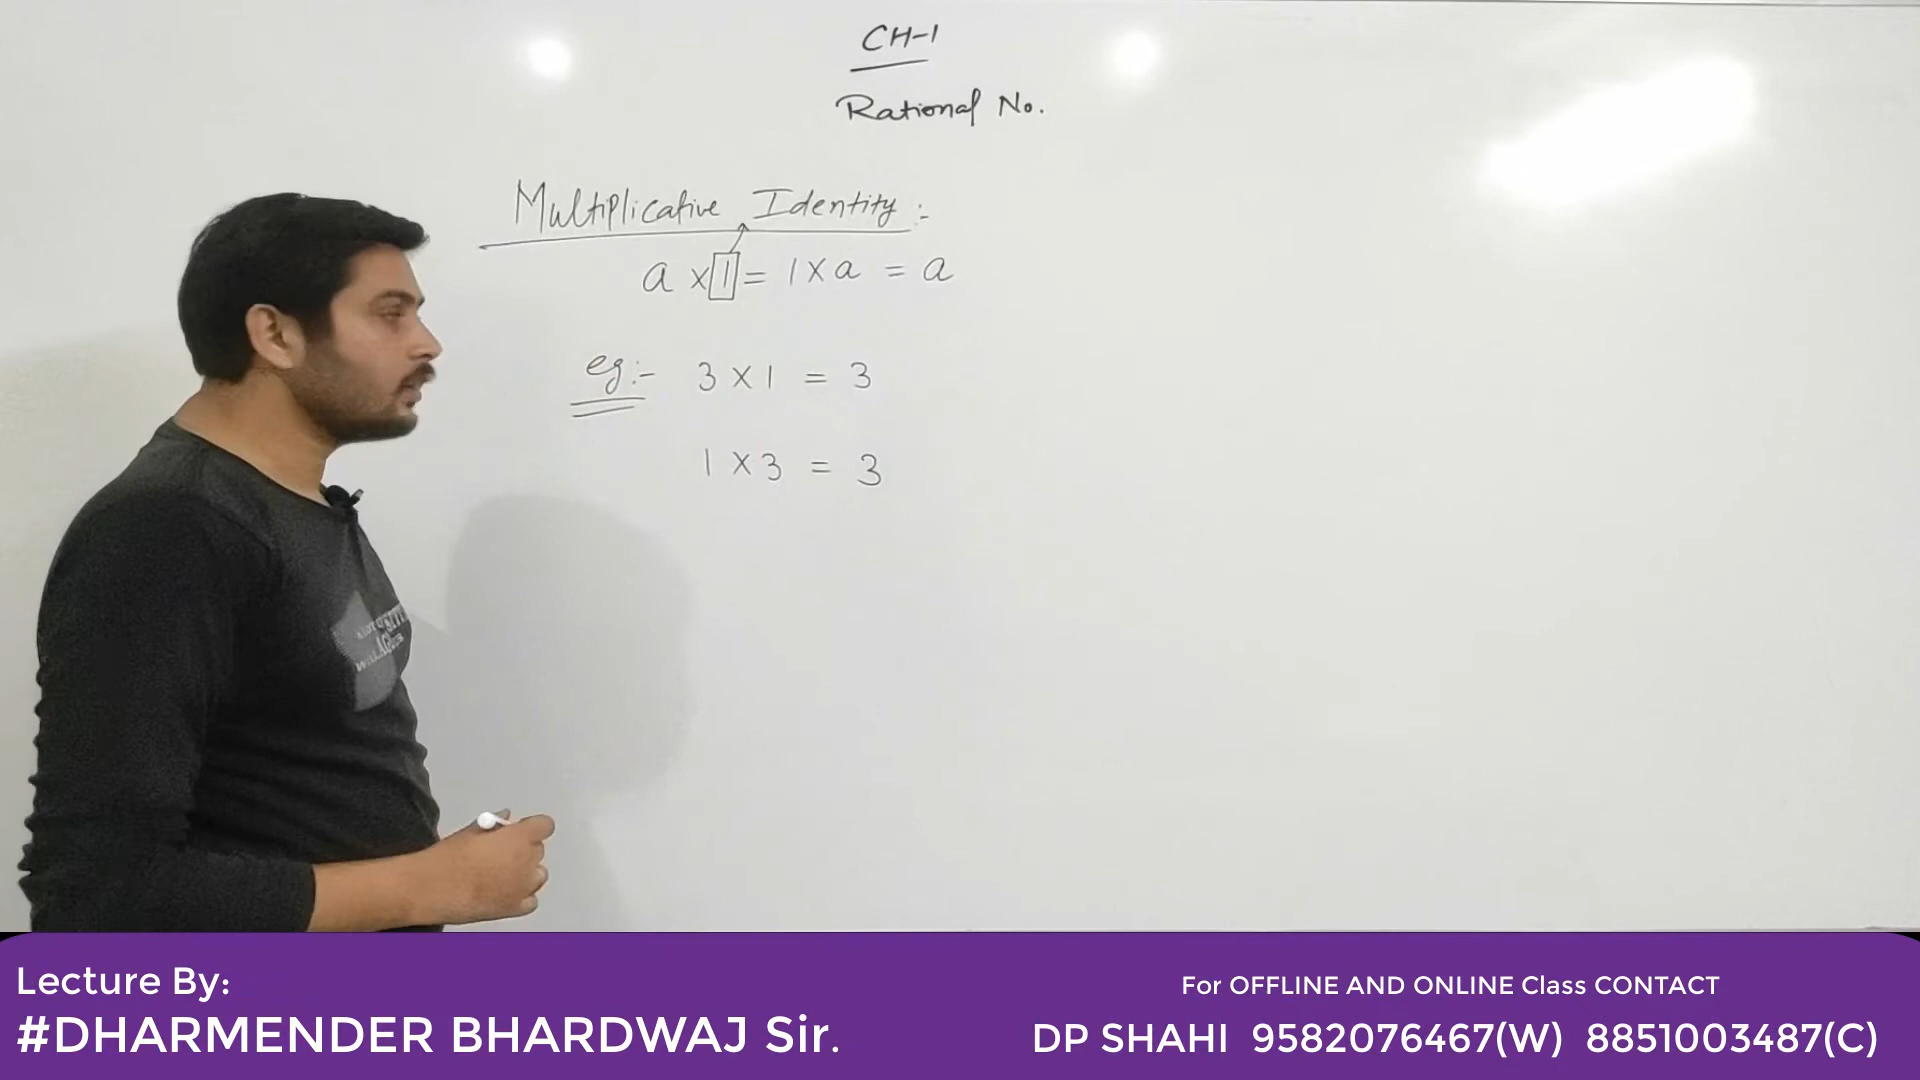 CH-1
Rational No.
Multiplicative Identity :-
a × 1 = 1 × a = a
eg:- 3 × 1 = 3
1 × 3 = 3
Lecture By:
#DHARMENDER BHARDWAJ Sir.
For OFFLINE AND ONLINE Class CONTACT
DP SHAHI 9582076467(W) 8851003487(C)